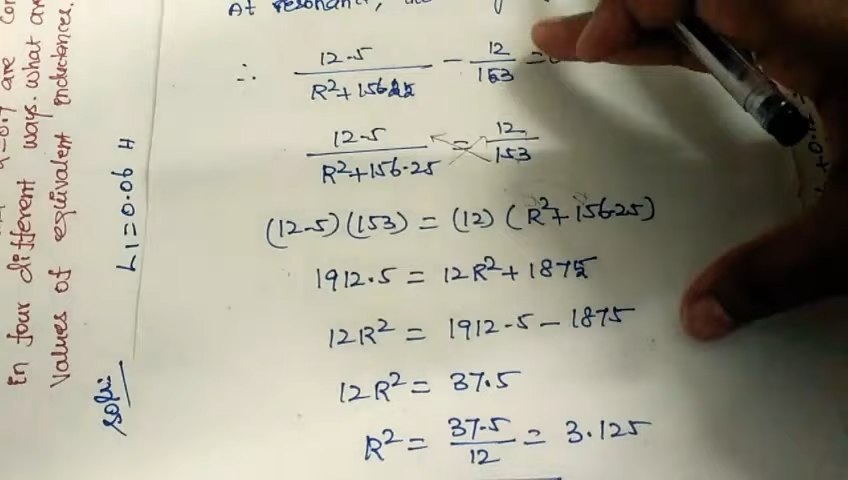 At resonance, the
∴ 12.5/(R²+156.25) - 12/153 =
12.5/(R²+156.25) = 12/153
(12.5)(153) = (12) (R²+156.25)
1912.5 = 12R²+1875
12R² = 1912.5 - 1875
12R² = 37.5
R² = 37.5/12 = 3.125
in four different ways. what are
values of equivalent inductances.
L1=0.06 H
Soln: